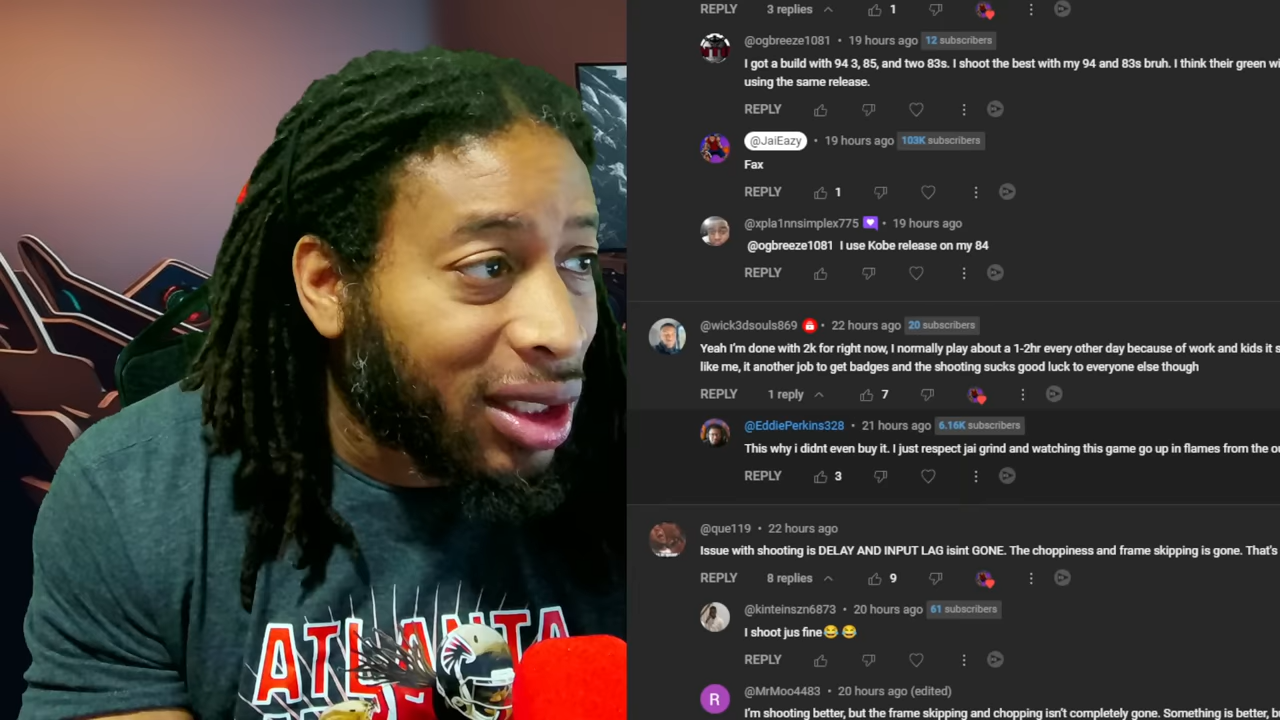 REPLY 3 replies 1
@ogbreeze1081 • 19 hours ago 12 subscribers
I got a build with 94 3, 85, and two 83s. I shoot the best with my 94 and 83s bruh. I think their green wi
using the same release.
REPLY
@JaiEazy • 19 hours ago 103K subscribers
Fax
REPLY 1
@xpla1nnsimplex775 • 19 hours ago
@ogbreeze1081 I use Kobe release on my 84
REPLY
@wick3dsouls869 • 22 hours ago 20 subscribers
Yeah I'm done with 2k for right now, I normally play about a 1-2hr every other day because of work and kids it s
like me, it another job to get badges and the shooting sucks good luck to everyone else though
REPLY 1 reply 7
@EddiePerkins328 • 21 hours ago 6.16K subscribers
This why i didnt even buy it. I just respect jai grind and watching this game go up in flames from the ou
REPLY 3
@que119 • 22 hours ago
Issue with shooting is DELAY AND INPUT LAG isint GONE. The choppiness and frame skipping is gone. That's
REPLY 8 replies 9
@kinteinszn6873 • 20 hours ago 61 subscribers
I shoot jus fine😂 😂
REPLY
R @MrMoo4483 • 20 hours ago (edited)
I'm shooting better, but the frame skipping and chopping isn't completely gone. Something is better, b
ATLANTA